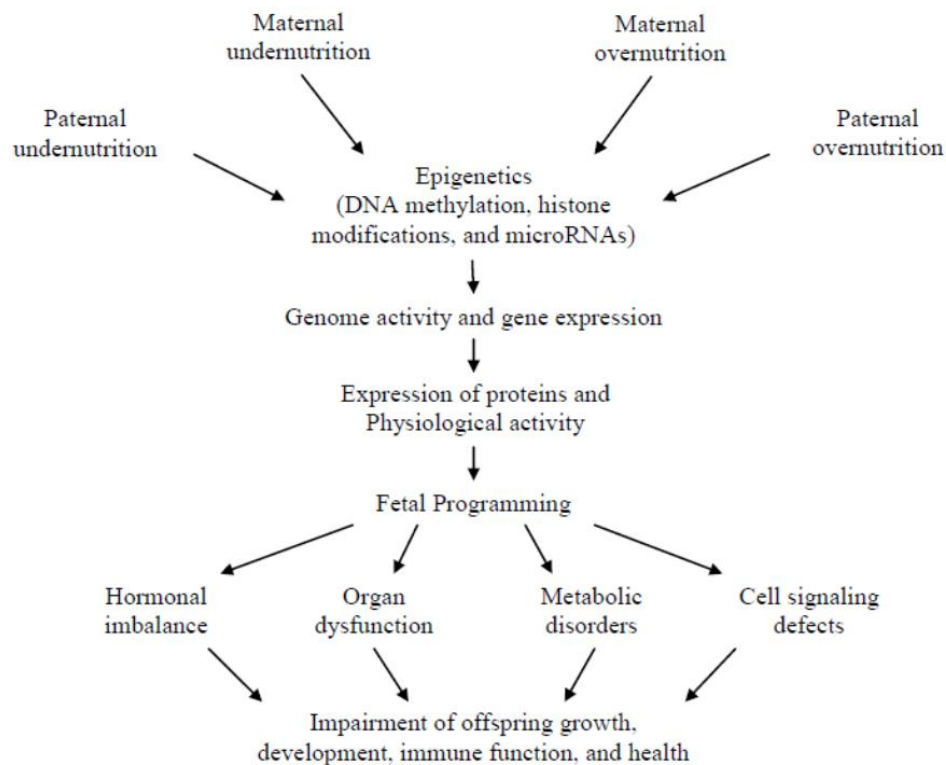 Maternal
undernutrition
Maternal
overnutrition
Paternal
undernutrition
Paternal
overnutrition
Epigenetics
(DNA methylation, histone
modifications, and microRNAs)
Genome activity and gene expression
Expression of proteins and
Physiological activity
Fetal Programming
Hormonal
imbalance
Organ
dysfunction
Metabolic
disorders
Cell signaling
defects
Impairment of offspring growth,
development, immune function, and health